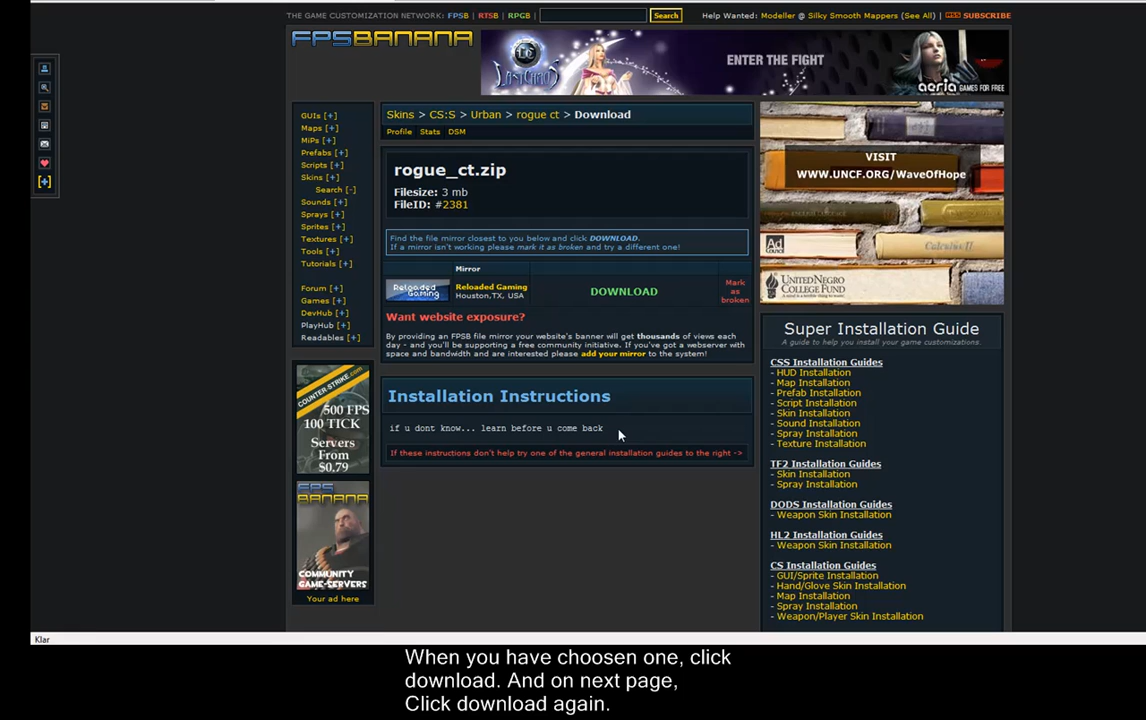 THE GAME CUSTOMIZATION NETWORK: FPSB | RTSB | RPGB |
Search
Help Wanted: Modeller @ Silky Smooth Mappers (See All) | RSS SUBSCRIBE
FPSBANANA
LASTCHAOS
ENTER THE FIGHT
aeria GAMES FOR FREE
GUIs [+]
Maps [+]
MiPs [+]
Prefabs [+]
Scripts [+]
Skins [+]
Search [-]
Sounds [+]
Sprays [+]
Sprites [+]
Textures [+]
Tools [+]
Tutorials [+]
Forum [+]
Games [+]
DevHub [+]
PlayHub [+]
Readables [+]
COUNTER-STRIKE.com
500 FPS
100 TICK
Servers
From
$0.79
FPS
BANANA
COMMUNITY
GAME-SERVERS
Your ad here
Skins > CS:S > Urban > rogue ct > Download
Profile Stats DSM
rogue_ct.zip
Filesize: 3 mb
FileID: #2381
Find the file mirror closest to you below and click DOWNLOAD.
If a mirror isn't working please mark it as broken and try a different one!
Mirror
Reloaded Gaming
Reloaded Gaming
Houston,TX, USA
DOWNLOAD
Mark
as
broken
Want website exposure?
By providing an FPSB file mirror your website's banner will get thousands of views each
day - and you'll be supporting a free community initiative. If you've got a webserver with
space and bandwidth and are interested please add your mirror to the system!
Installation Instructions
if u dont know... learn before u come back
If these instructions don't help try one of the general installation guides to the right ->
VISIT
WWW.UNCF.ORG/WaveOfHope
Calculus II
Ad
COUNCIL
UNITED NEGRO
COLLEGE FUND
Super Installation Guide
A guide to help you install your game customizations.
CSS Installation Guides
- HUD Installation
- Map Installation
- Prefab Installation
- Script Installation
- Skin Installation
- Sound Installation
- Spray Installation
- Texture Installation
TF2 Installation Guides
- Skin Installation
- Spray Installation
DODS Installation Guides
- Weapon Skin Installation
HL2 Installation Guides
- Weapon Skin Installation
CS Installation Guides
- GUI/Sprite Installation
- Hand/Glove Skin Installation
- Map Installation
- Spray Installation
- Weapon/Player Skin Installation
[+]
Klar
When you have choosen one, click
download. And on next page,
Click download again.